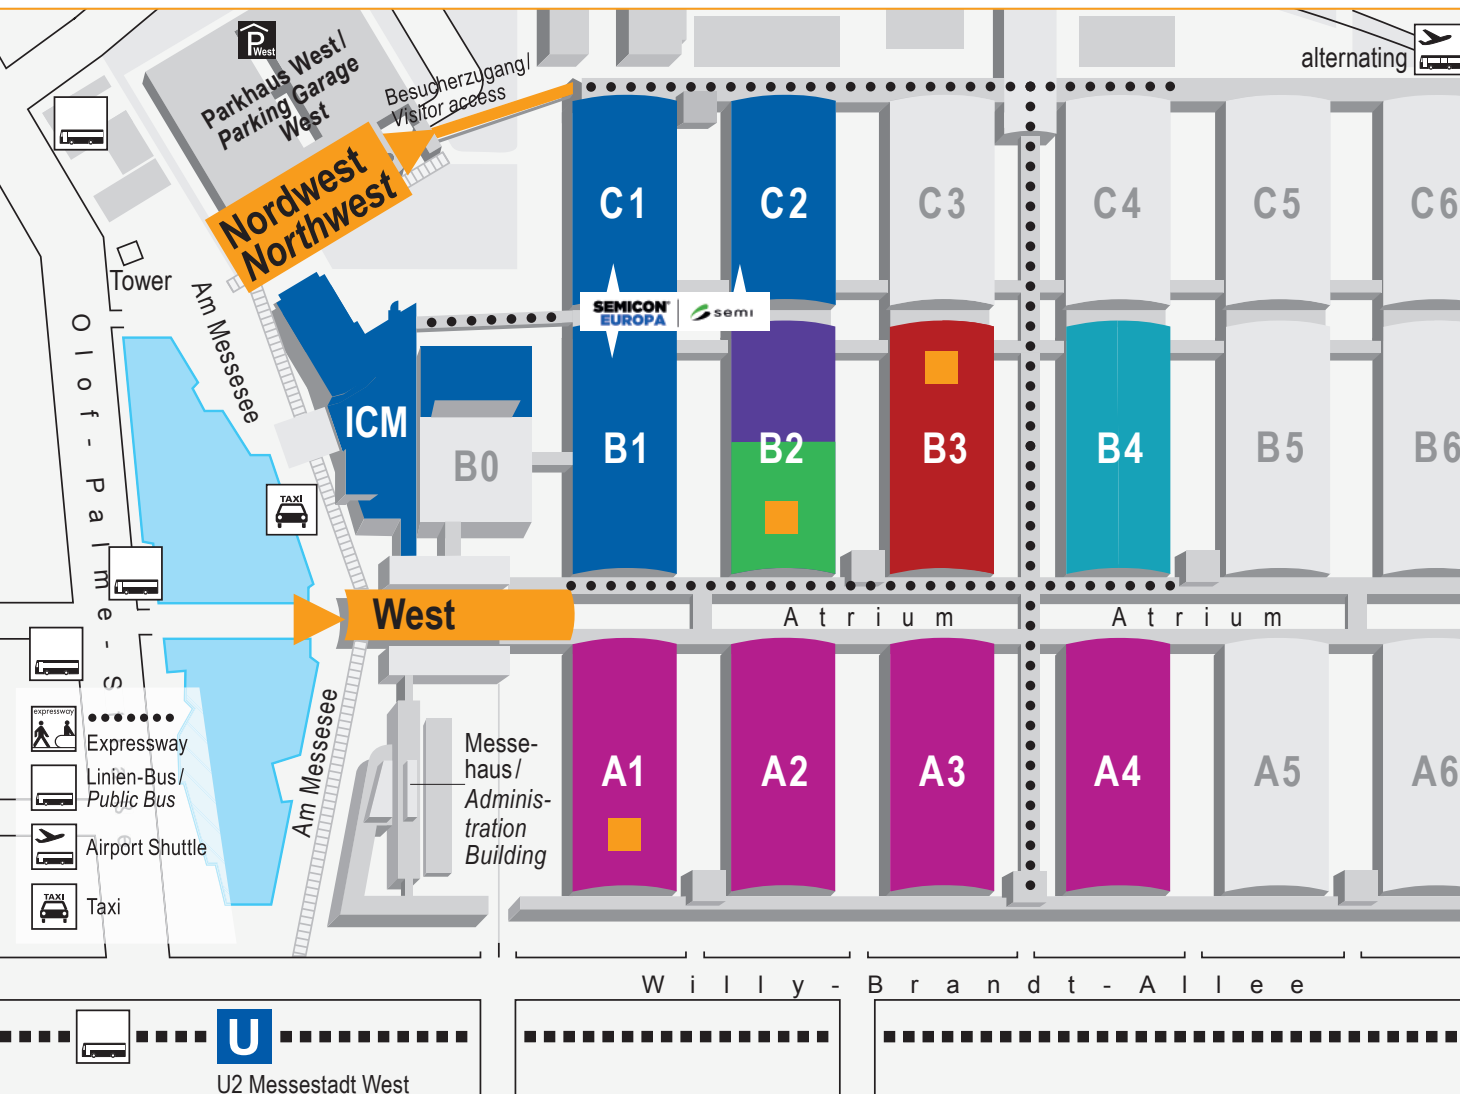 P
West
Parkhaus West/
Parking Garage
West
Besucherzugang/
Visitor access
alternating
Nordwest
Northwest
C1
C2
C3
C4
C5
C6
Tower
Am Messesee
SEMICON
EUROPA
semi
Olof-Palme-Straße
ICM
B0
B1
B2
B3
B4
B5
B6
TAXI
West
Atrium
Atrium
Am Messesee
A1
A2
A3
A4
A5
A6
Messe-
haus/
Adminis-
tration
Building
expressway
Expressway
Linien-Bus/
Public Bus
Airport Shuttle
TAXI
Taxi
Willy-Brandt-Allee
U
U2 Messestadt West